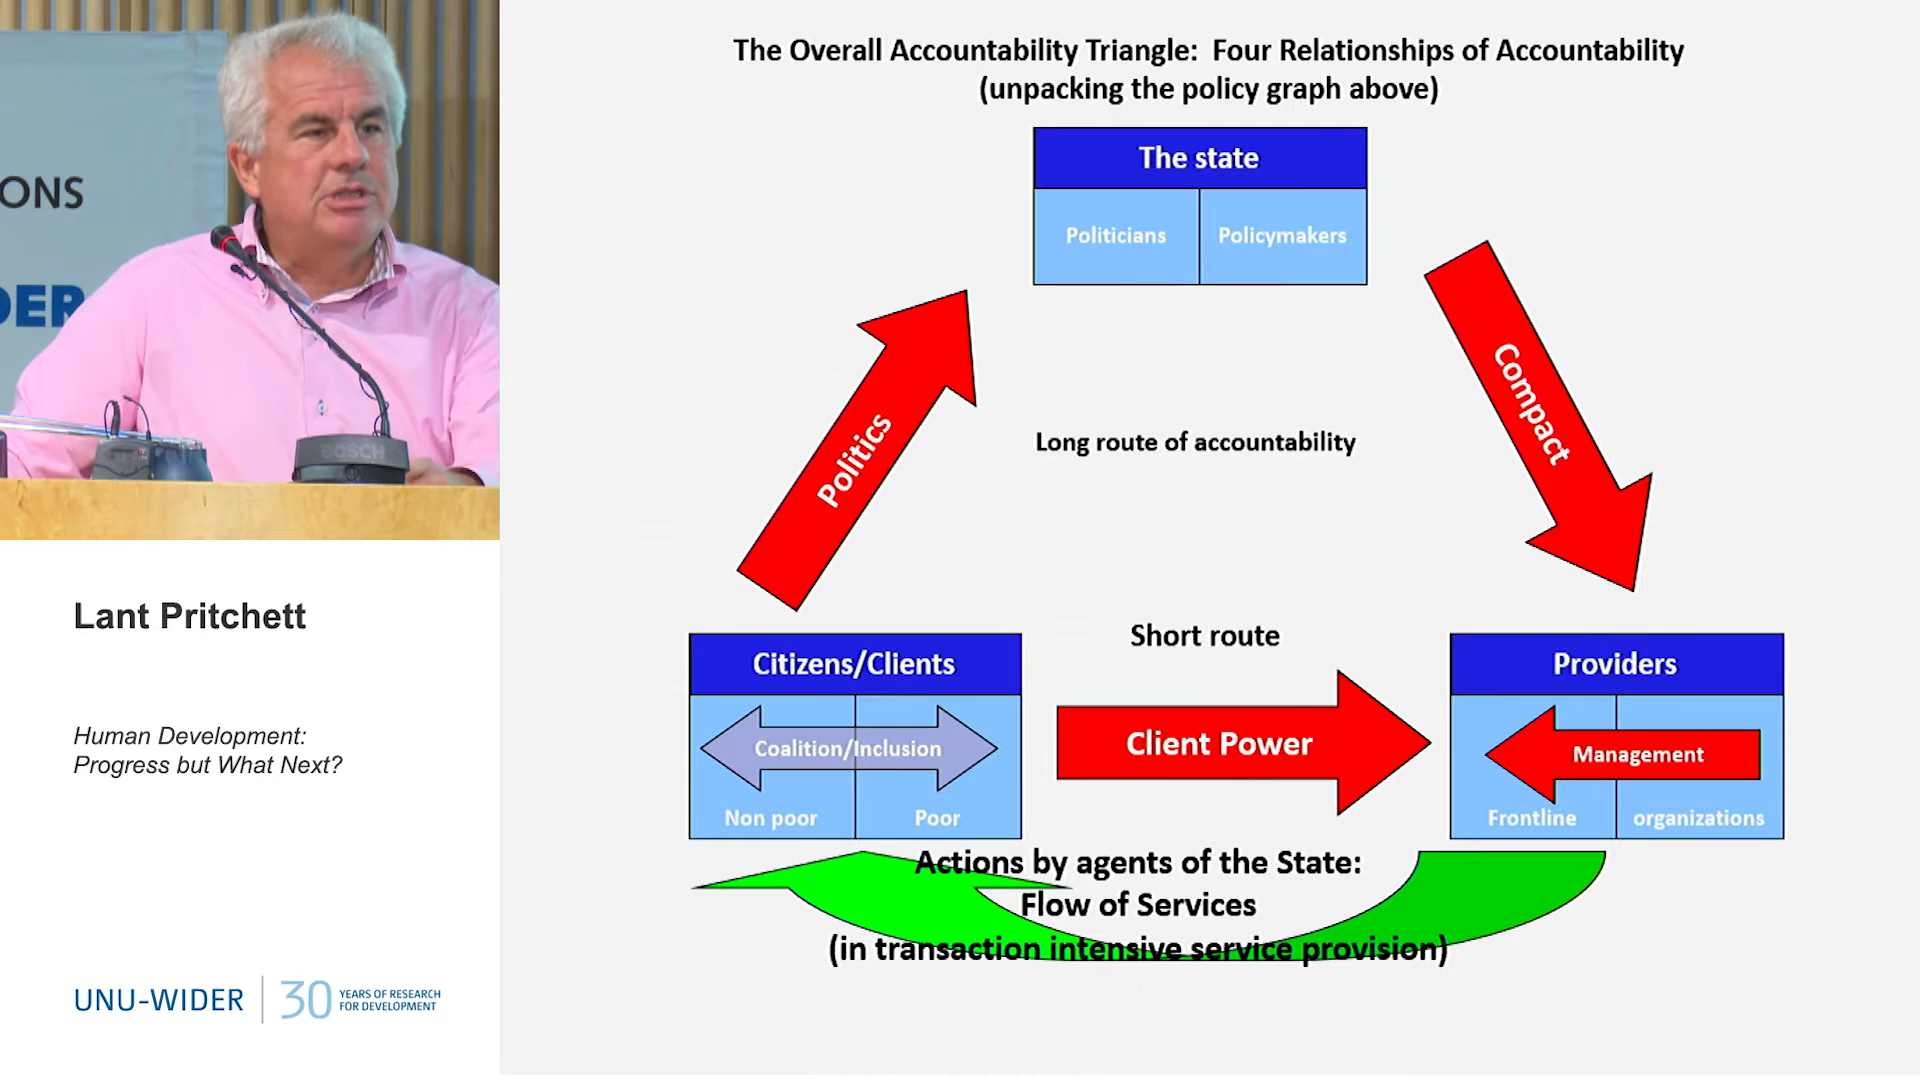 ONS
DER
BOSCH
Lant Pritchett
Human Development:
Progress but What Next?
UNU-WIDER
30
YEARS OF RESEARCH
FOR DEVELOPMENT
The Overall Accountability Triangle: Four Relationships of Accountability
(unpacking the policy graph above)
The state
Politicians
Policymakers
Politics
Compact
Long route of accountability
Short route
Citizens/Clients
Coalition/Inclusion
Non poor
Poor
Client Power
Providers
Management
Frontline
organizations
Actions by agents of the State:
Flow of Services
(in transaction intensive service provision)